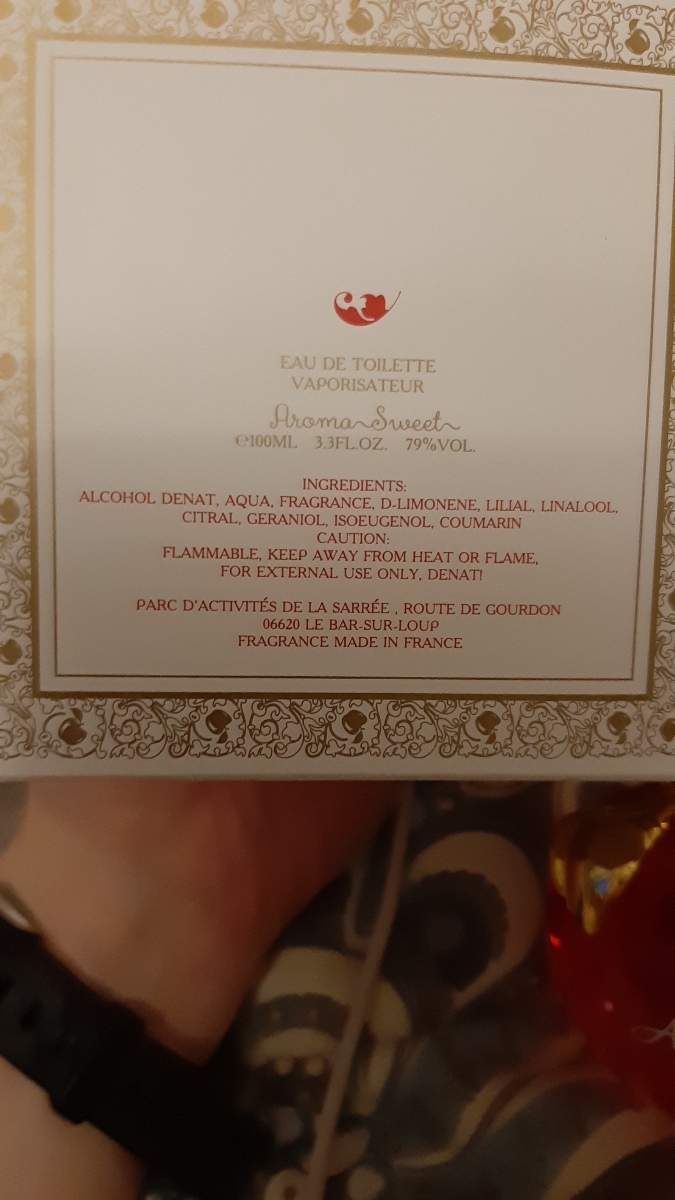 EAU DE TOILETTE
VAPORISATEUR
Aroma Sweet
℮100ML 3.3FL.OZ. 79%VOL.
INGREDIENTS:
ALCOHOL DENAT, AQUA, FRAGRANCE, D-LIMONENE, LILIAL, LINALOOL,
CITRAL, GERANIOL, ISOEUGENOL, COUMARIN
CAUTION:
FLAMMABLE, KEEP AWAY FROM HEAT OR FLAME,
FOR EXTERNAL USE ONLY, DENAT!
PARC D'ACTIVITÉS DE LA SARRÉE , ROUTE DE GOURDON
06620 LE BAR-SUR-LOUP
FRAGRANCE MADE IN FRANCE